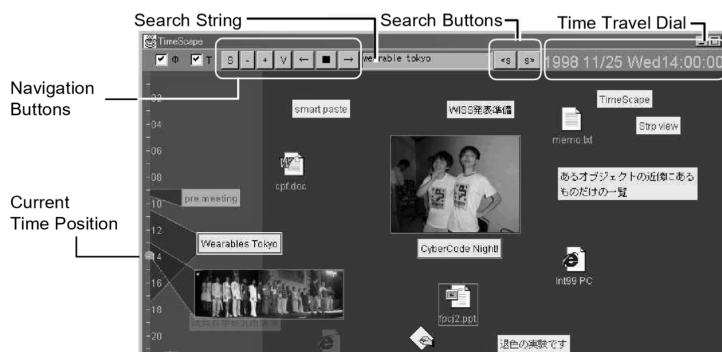 Search String
Search Buttons
Time Travel Dial
TimeScape
Φ
T
S
-
+
V
←
■
→
wearable tokyo
«s
s»
1998 11/25 Wed14:00:00
Navigation
Buttons
02
04
06
08
10
12
14
16
18
20
smart paste
WISS発表準備
TimeScape
Strp view
memo.txt
cpf.doc
pre meeting
あるオブジェクトの近傍にある
ものだけの一覧
Current
Time Position
Wearables Tokyo
CyberCode Night!
Int99 PC
fpcj2.ppt
退色の実験です